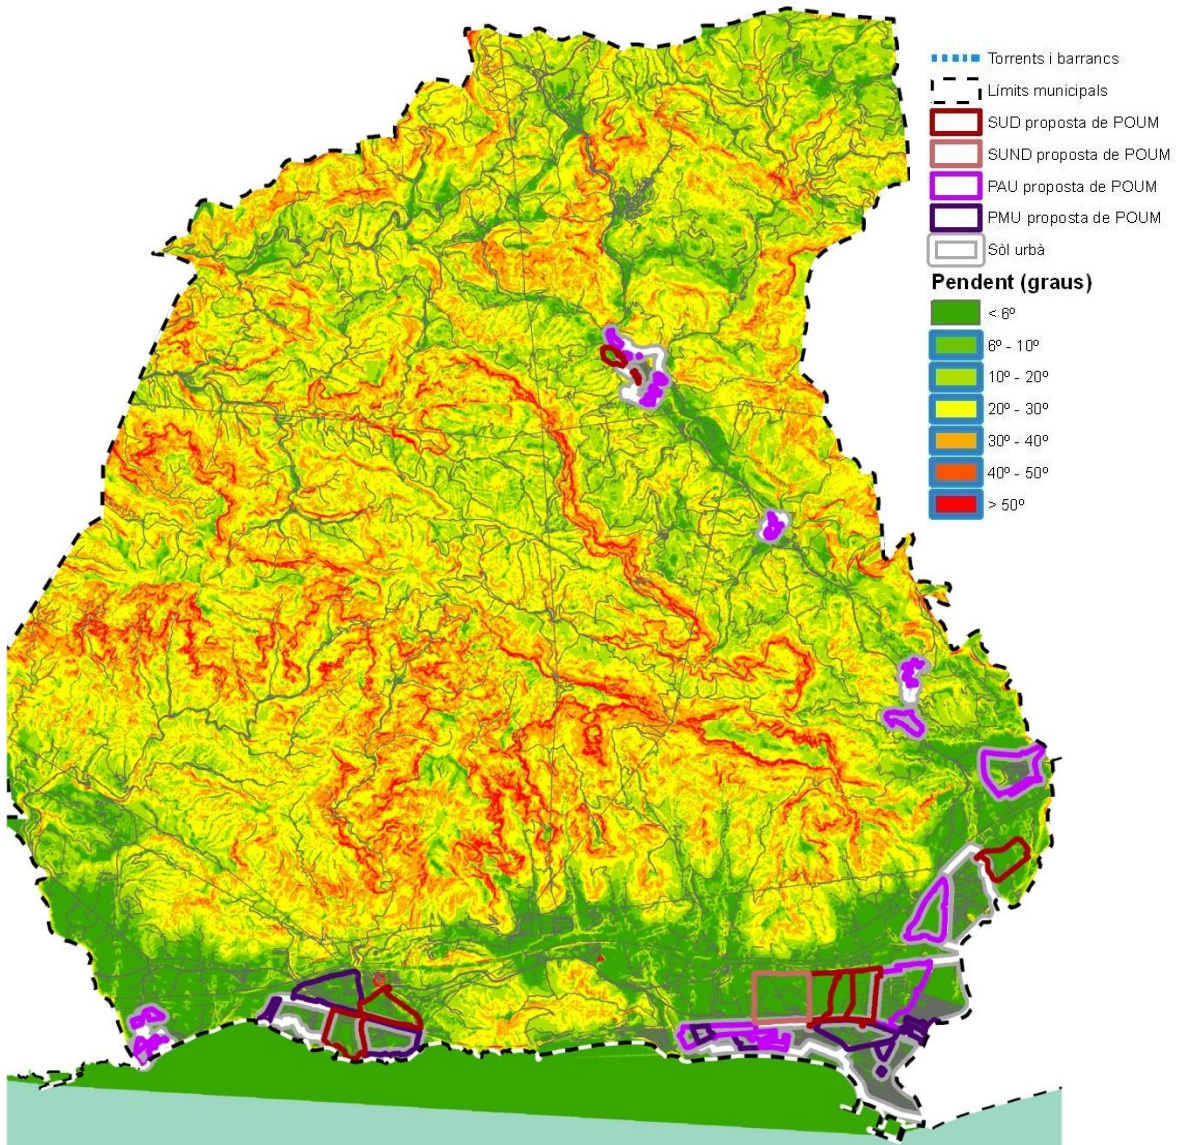 Torrents i barrancs
Límits municipals
SUD proposta de POUM
SUND proposta de POUM
PAU proposta de POUM
PMU proposta de POUM
Sòl urbà
Pendent (graus)
< 6º
6º - 10º
10º - 20º
20º - 30º
30º - 40º
40º - 50º
> 50º